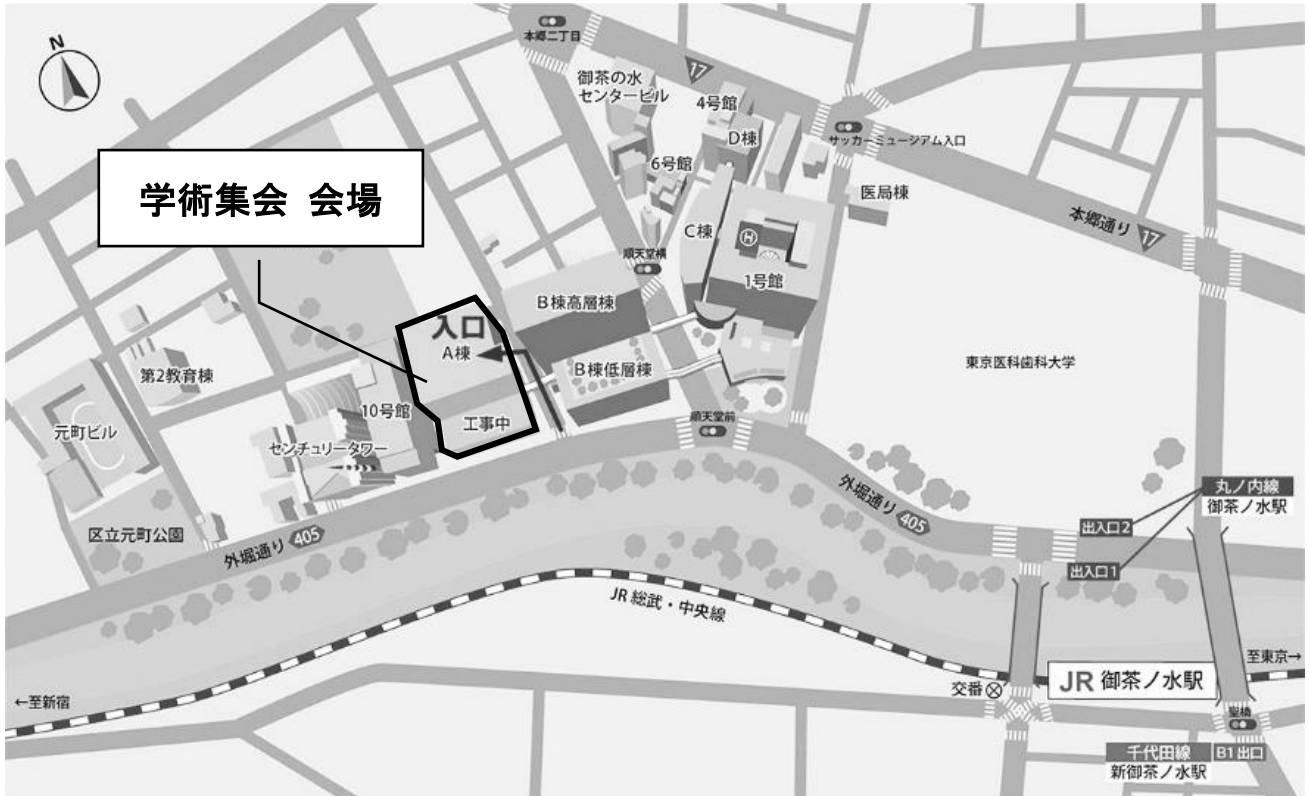 N
本郷二丁目
御茶の水
センタービル
17
4号館
D棟
サッカーミュージアム入口
6号館
医局棟
学術集会 会場
C棟
本郷通り 17
順天堂横
H
1号館
B棟高層棟
入口
A棟
東京医科歯科大学
第2教育棟
B棟低層棟
10号館
工事中
順天堂前
元町ビル
センチュリータワー
丸ノ内線
御茶ノ水駅
外堀通り 405
出入口2
区立元町公園
外堀通り 405
出入口1
JR 総武・中央線
至東京→
JR 御茶ノ水駅
交番
←至新宿
聖橋
千代田線
B1 出口
新御茶ノ水駅